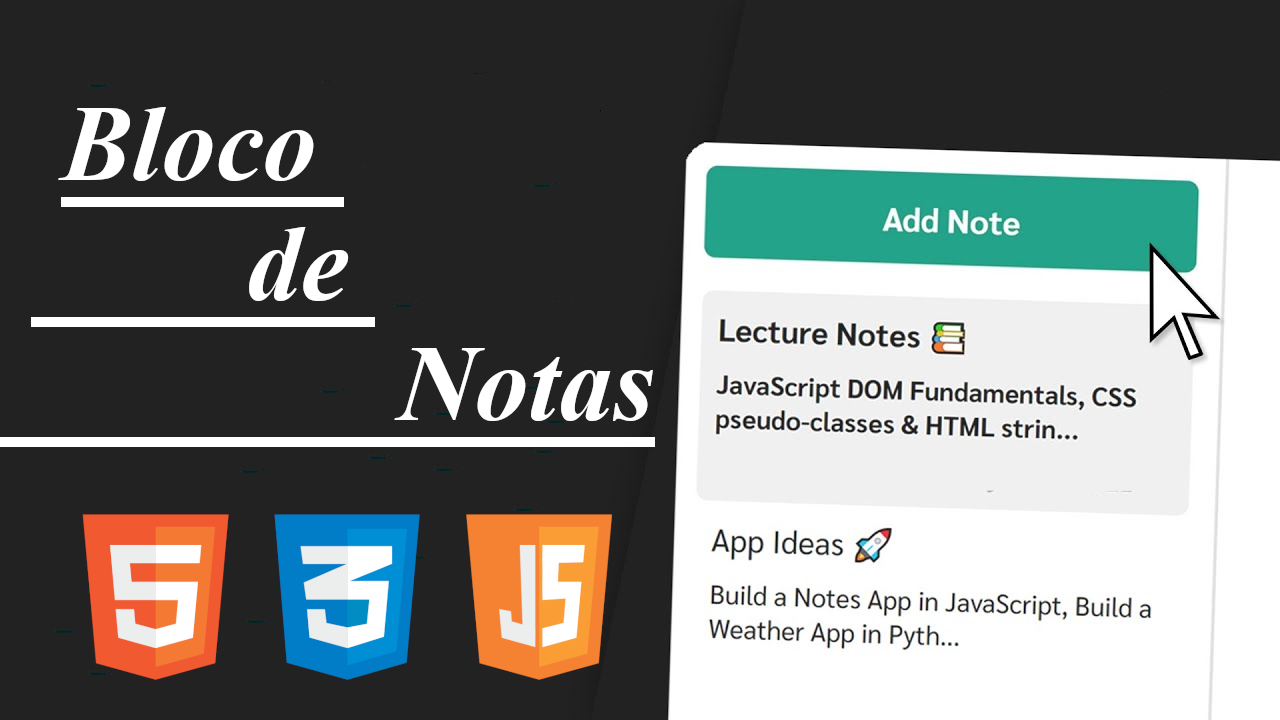 Bloco
de
Notas
5
3
JS
Add Note
Lecture Notes 📚
JavaScript DOM Fundamentals, CSS
pseudo-classes & HTML strin...
App Ideas 🚀
Build a Notes App in JavaScript, Build a
Weather App in Pyth...